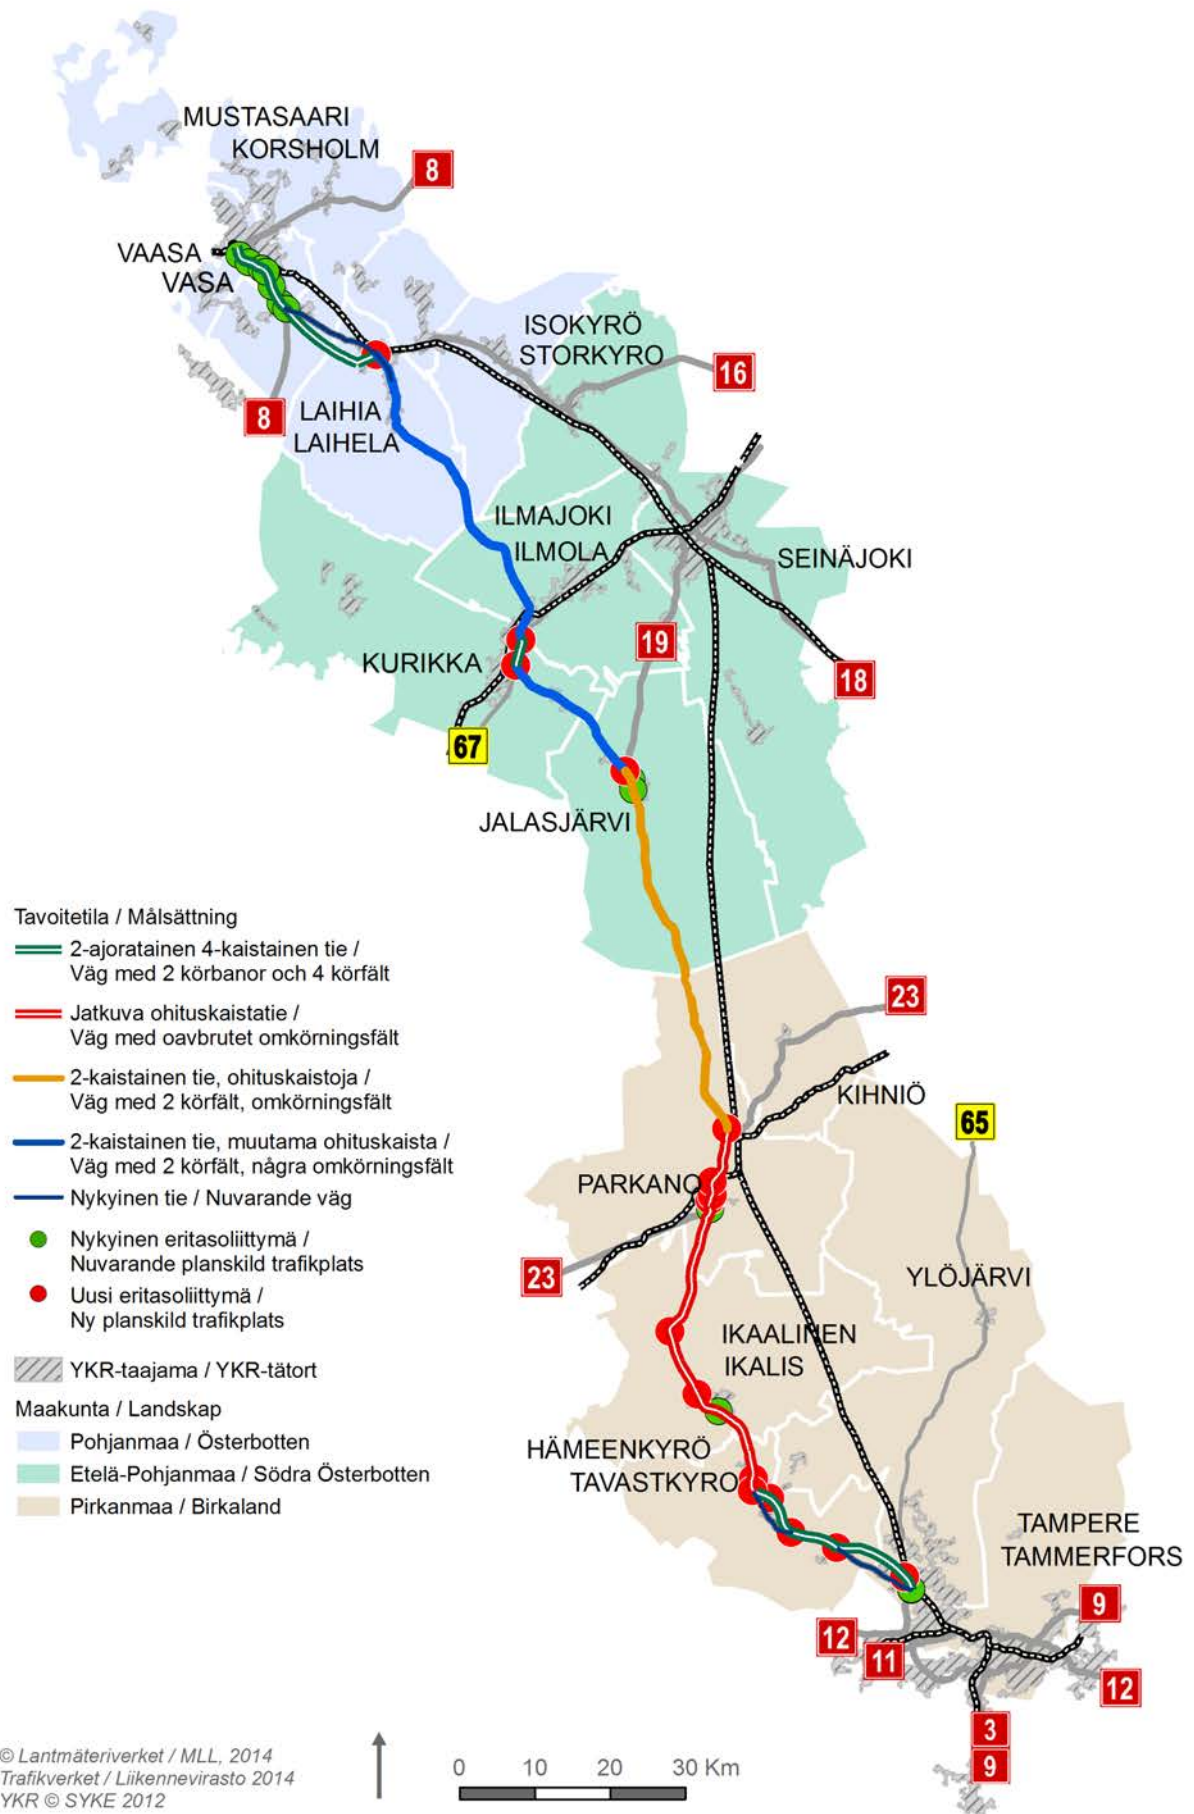 MUSTASAARI
KORSHOLM
8
VAASA
VASA
ISOKYRÖ
STORKYRO
16
8
LAIHIA
LAIHELA
ILMAJOKI
ILMOLA
SEINÄJOKI
19
KURIKKA
18
67
JALASJÄRVI
Tavoitetila / Målsättning
2-ajoratainen 4-kaistainen tie /
Väg med 2 körbanor och 4 körfält
Jatkuva ohituskaistatie /
Väg med oavbrutet omkörningsfält
2-kaistainen tie, ohituskaistoja /
Väg med 2 körfält, omkörningsfält
2-kaistainen tie, muutama ohituskaista /
Väg med 2 körfält, några omkörningsfält
Nykyinen tie / Nuvarande väg
Nykyinen eritasoliittymä /
Nuvarande planskild trafikplats
Uusi eritasoliittymä /
Ny planskild trafikplats
YKR-taajama / YKR-tätort
Maakunta / Landskap
Pohjanmaa / Österbotten
Etelä-Pohjanmaa / Södra Österbotten
Pirkanmaa / Birkaland
23
KIHNIÖ
65
PARKANO
23
YLÖJÄRVI
IKAALINEN
IKALIS
HÄMEENKYRÖ
TAVASTKYRO
TAMPERE
TAMMERFORS
9
12
11
12
3
9
© Lantmäteriverket / MLL, 2014
Trafikverket / Liikennevirasto 2014
YKR © SYKE 2012
0 10 20 30 Km